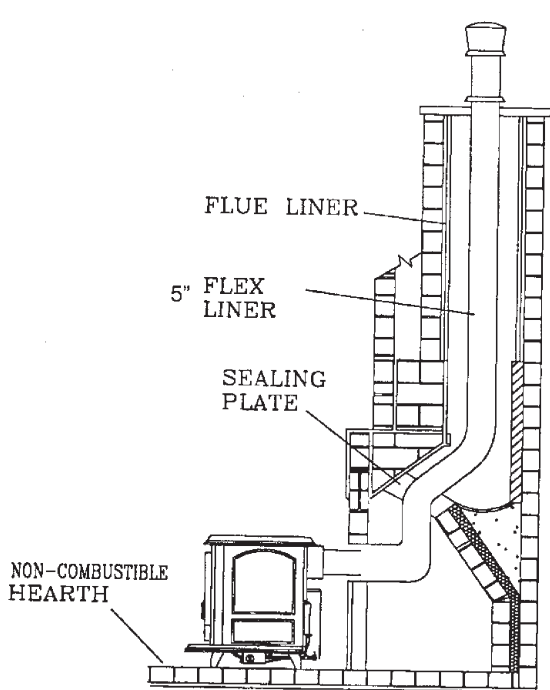 FLUE LINER
5" FLEX
LINER
SEALING
PLATE
NON-COMBUSTIBLE
HEARTH